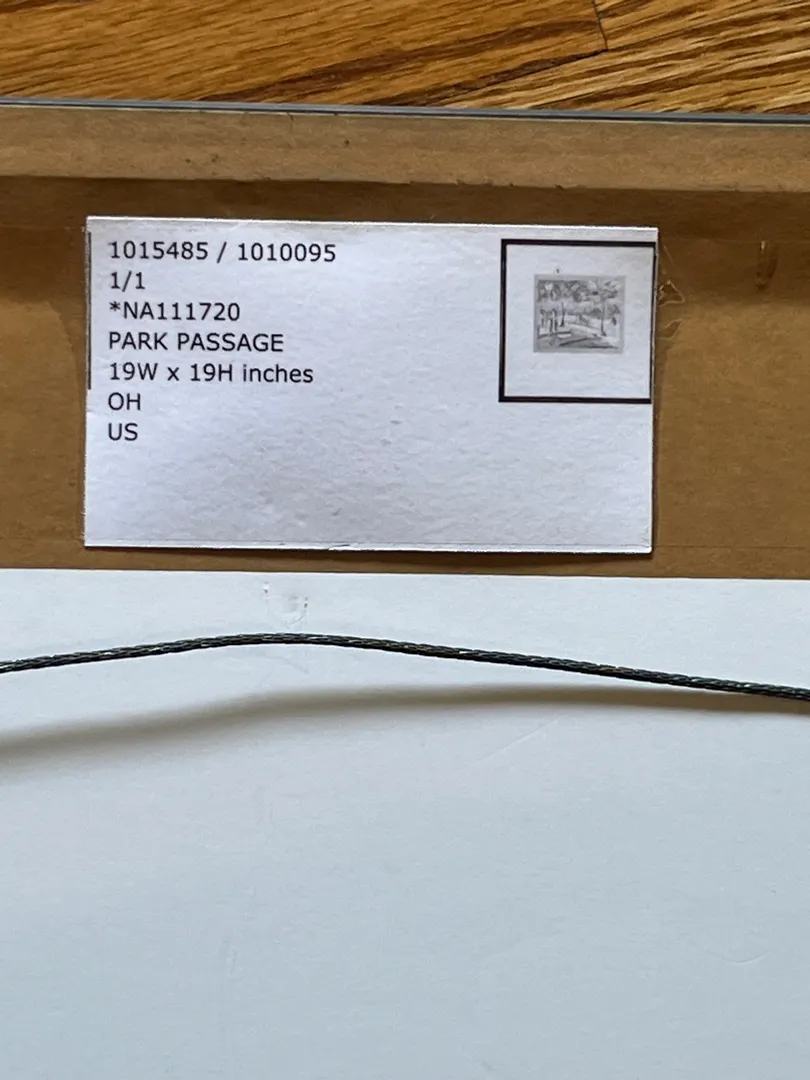 1015485 / 1010095
1/1
*NA111720
PARK PASSAGE
19W x 19H inches
OH
US